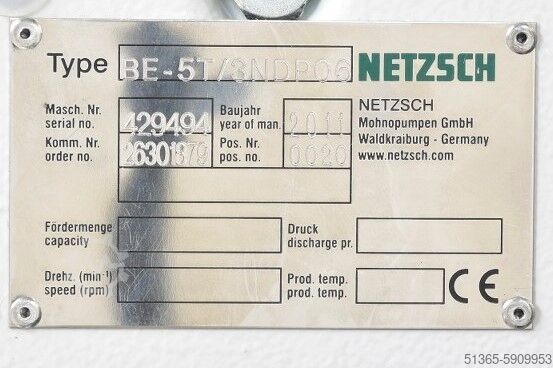 Type BE-5T/SNDP06 NETZSCH
Masch. Nr. serial no. 429494 Baujahr year of man. 2011 NETZSCH
Mohnopumpen GmbH
Komm. Nr. order no. 26301879 Pos. Nr. pos. no. 0020 Waldkraiburg - Germany
www.netzsch.com
Fördermenge capacity Druck discharge pr.
Drehz. (min-¹) speed (rpm) Prod. temp. prod. temp. CE
51365-5909953